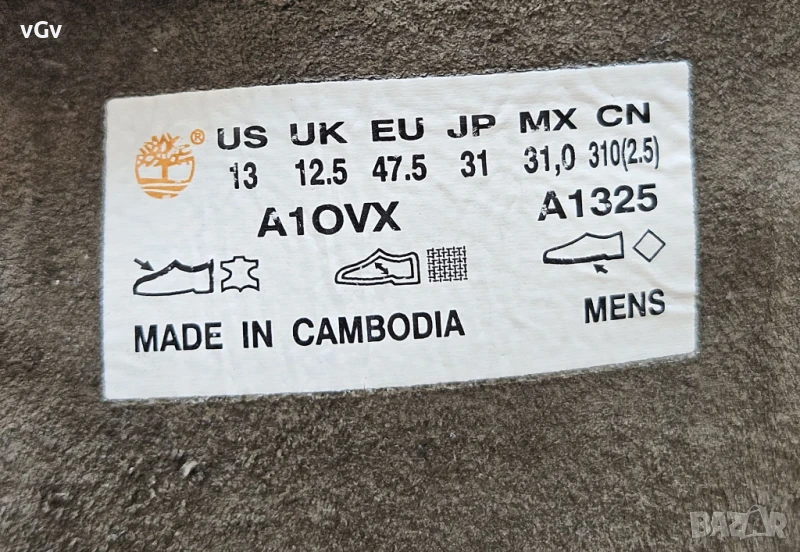 vGv
US UK EU JP MX CN
13 12.5 47.5 31 31,0 310(2.5)
A1OVX A1325
MADE IN CAMBODIA MENS
BAZAR